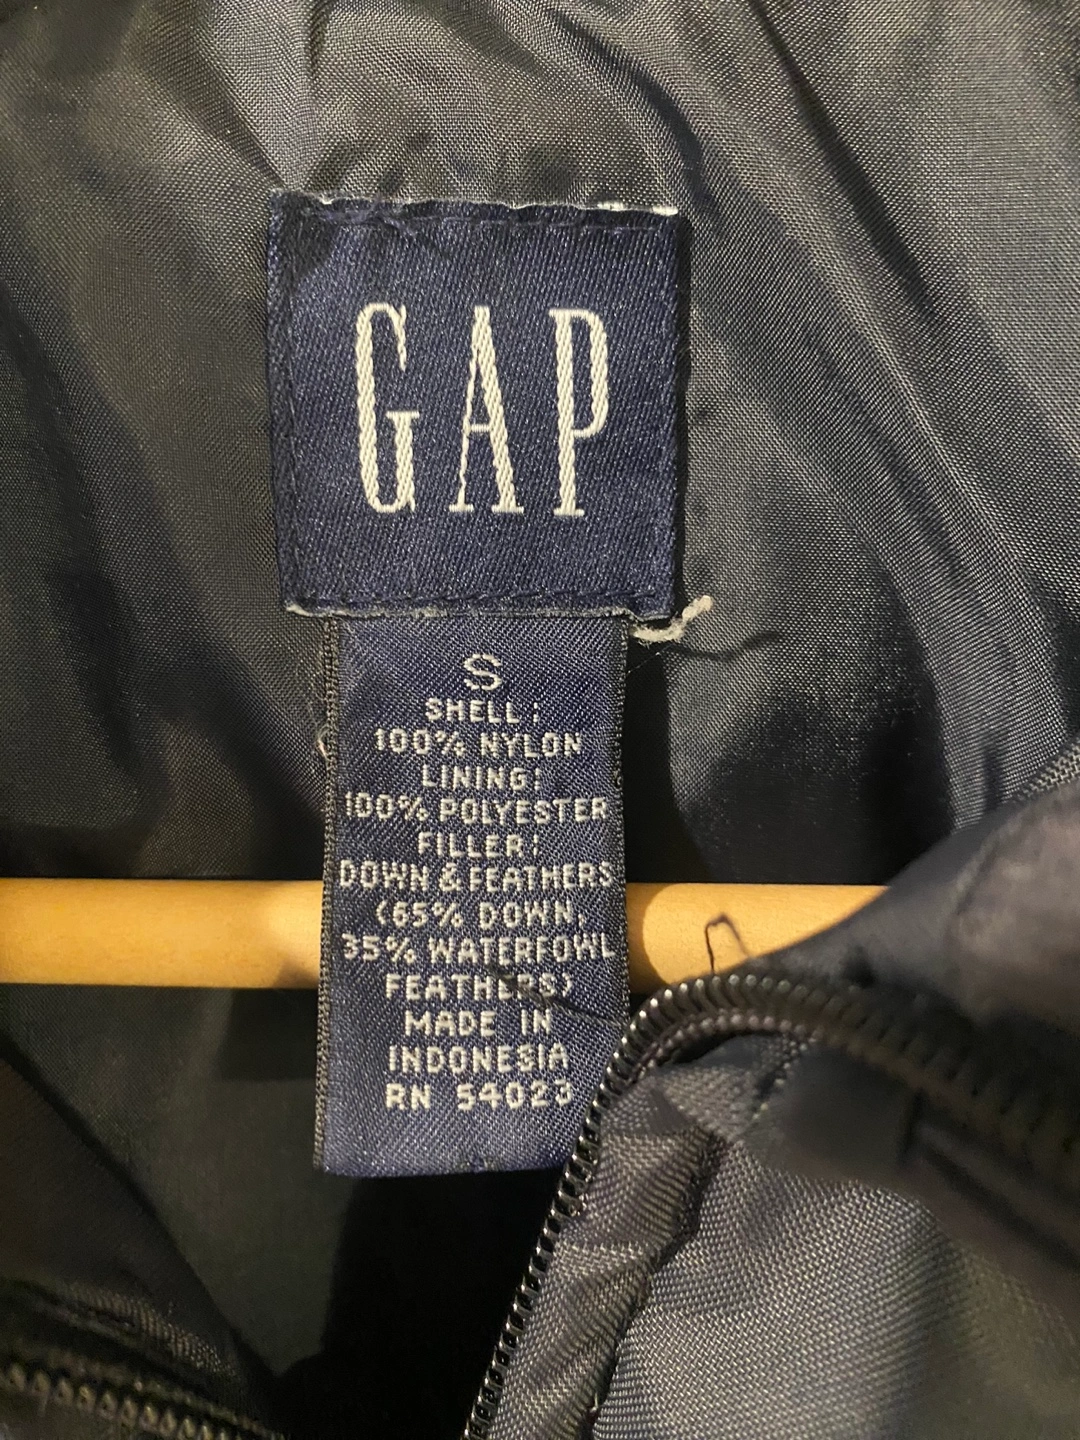 GAP
S
SHELL:
100% NYLON
LINING:
100% POLYESTER
FILLER:
DOWN & FEATHERS
(65% DOWN,
35% WATERFOWL
FEATHERS)
MADE IN
INDONESIA
RN 54023